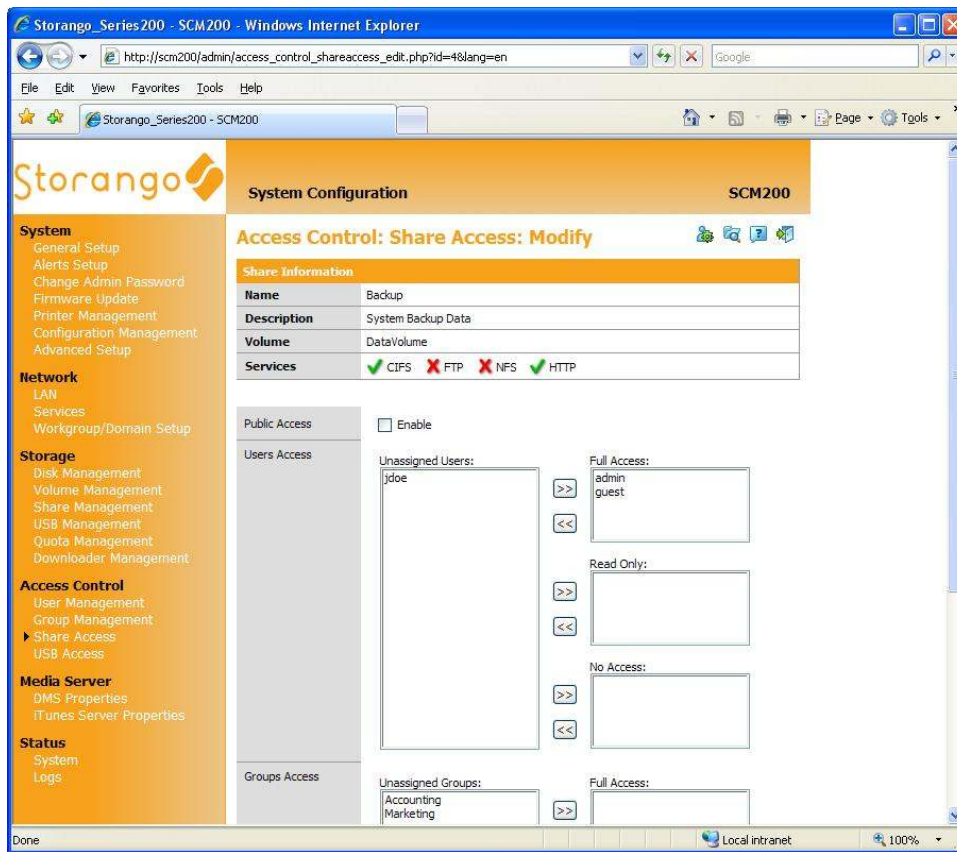 Storango_Series200 - SCM200 - Windows Internet Explorer
http://scm200/admin/access_control_shareaccess_edit.php?id=4&lang=en
Google
File Edit View Favorites Tools Help
Storango_Series200 - SCM200
Page
Tools
Storango
System Configuration
SCM200
System
General Setup
Alerts Setup
Change Admin Password
Firmware Update
Printer Management
Configuration Management
Advanced Setup
Network
LAN
Services
Workgroup/Domain Setup
Storage
Disk Management
Volume Management
Share Management
USB Management
Quota Management
Downloader Management
Access Control
User Management
Group Management
Share Access
USB Access
Media Server
DMS Properties
iTunes Server Properties
Status
System
Logs
Access Control: Share Access: Modify
Share Information
Name Backup
Description System Backup Data
Volume DataVolume
Services CIFS FTP NFS HTTP
Public Access Enable
Users Access
Unassigned Users:
jdoe
>>
<<
Full Access:
admin
guest
>>
<<
Read Only:
>>
<<
No Access:
Groups Access
Unassigned Groups:
Accounting
Marketing
>>
Full Access:
Done
Local intranet
100%